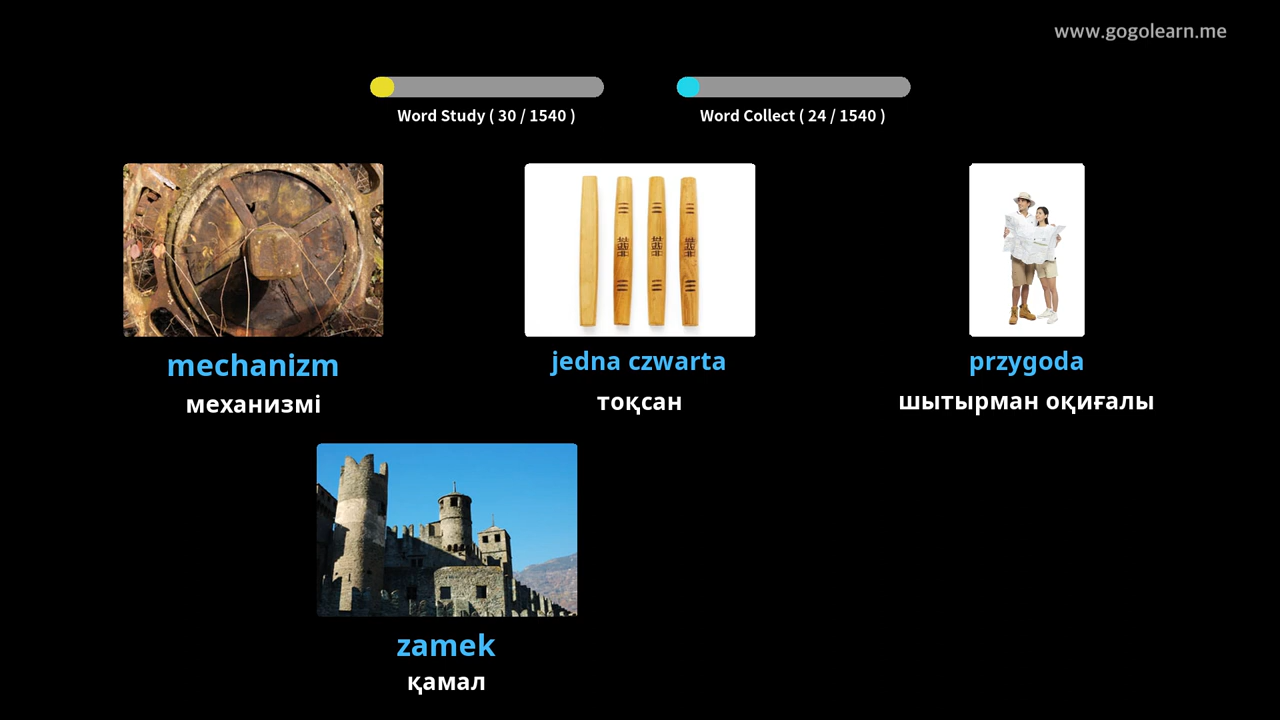 www.gogolearn.me
Word Study ( 30 / 1540 )
Word Collect ( 24 / 1540 )
mechanizm
механизмі
jedna czwarta
тоқсан
przygoda
шытырман оқиғалы
zamek
қамал